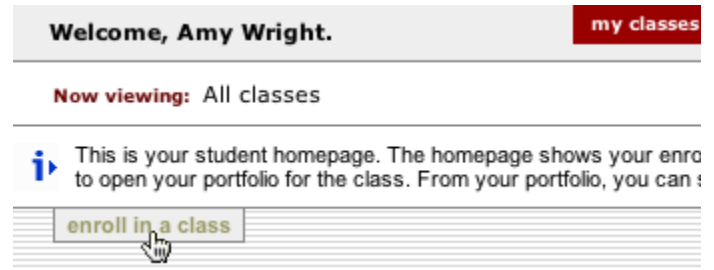 Welcome, Amy Wright.
my classes
Now viewing: All classes
This is your student homepage. The homepage shows your
to open your portfolio for the class. From your portfolio, you can
enroll in a class